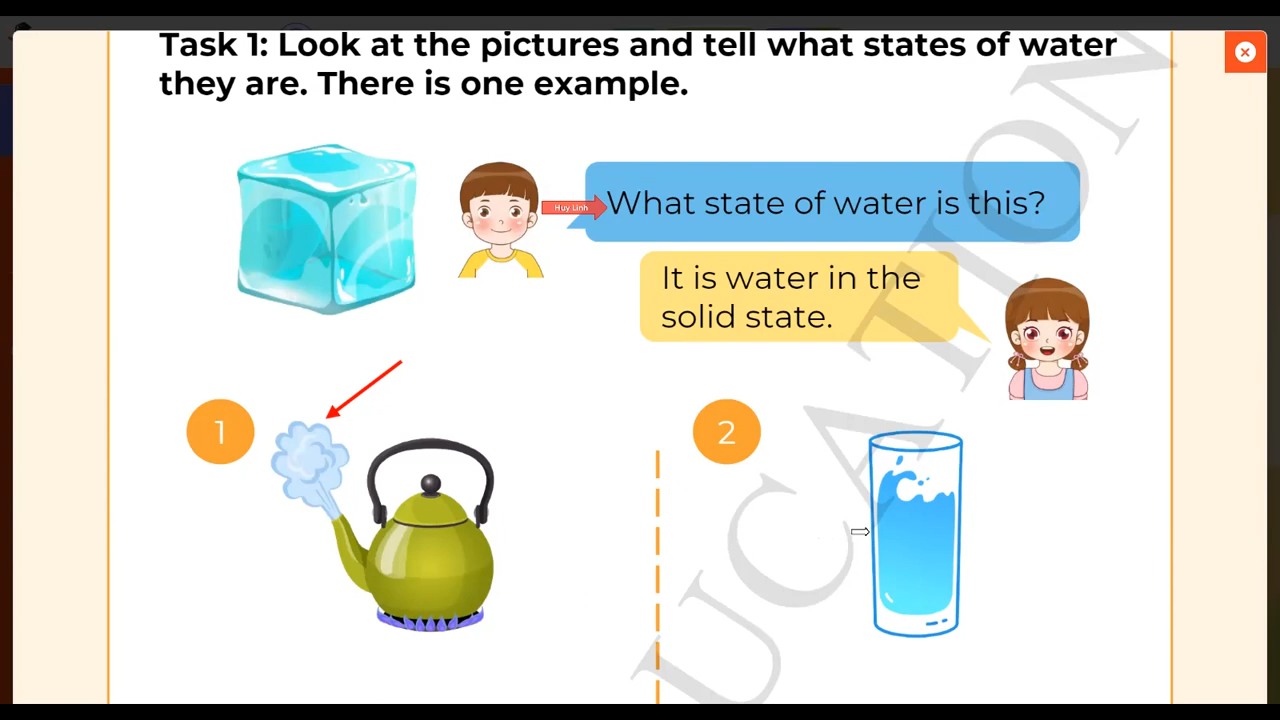 Task 1: Look at the pictures and tell what states of water
they are. There is one example.
Huy Linh
What state of water is this?
It is water in the
solid state.
1
2
UCATION